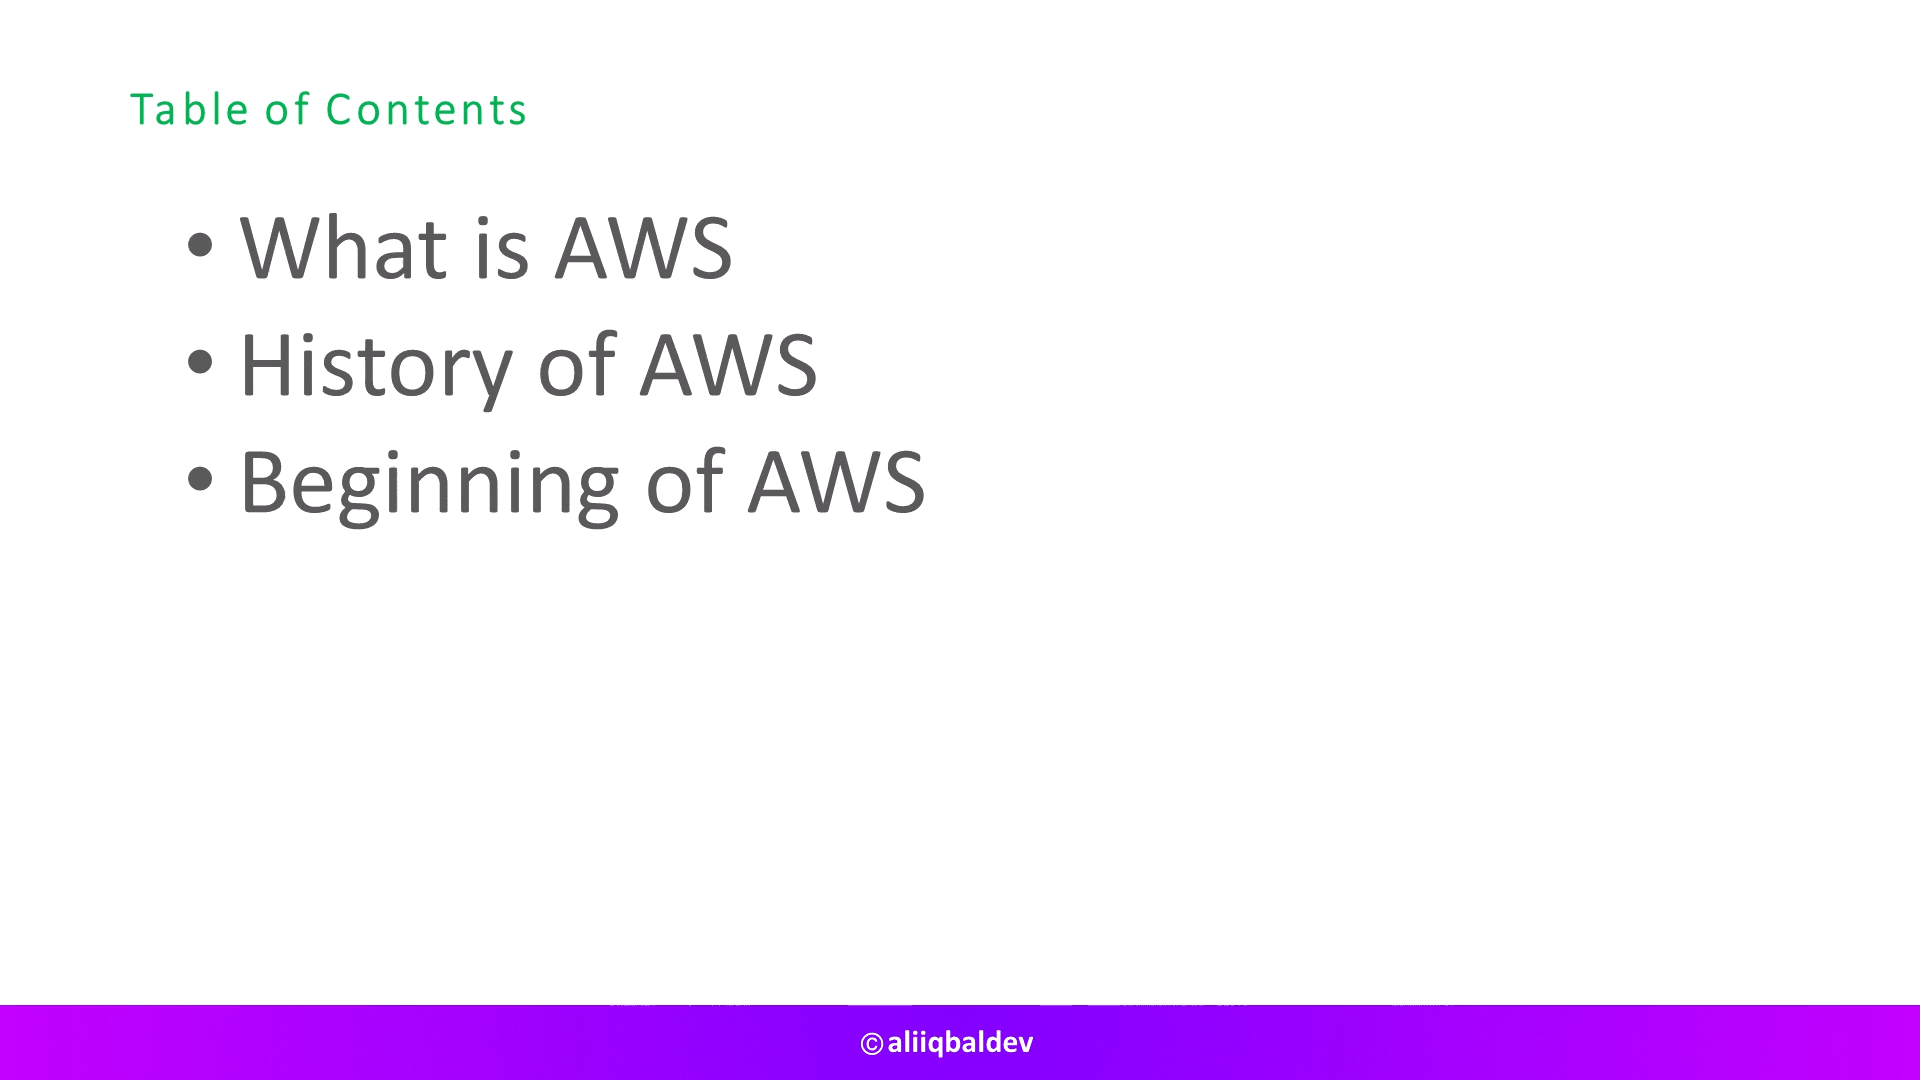 Table of Contents
• What is AWS
• History of AWS
• Beginning of AWS
©aliiqbaldev